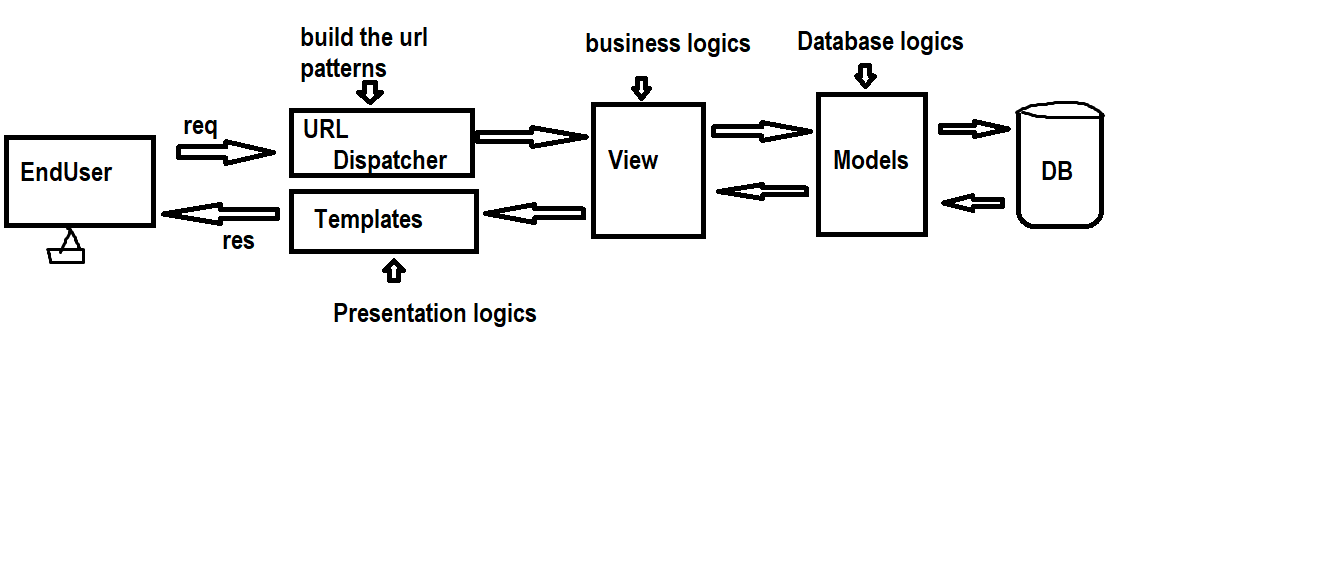 build the url
patterns
business logics
Database logics
req
URL
Dispatcher
EndUser
View
Models
DB
Templates
res
Presentation logics